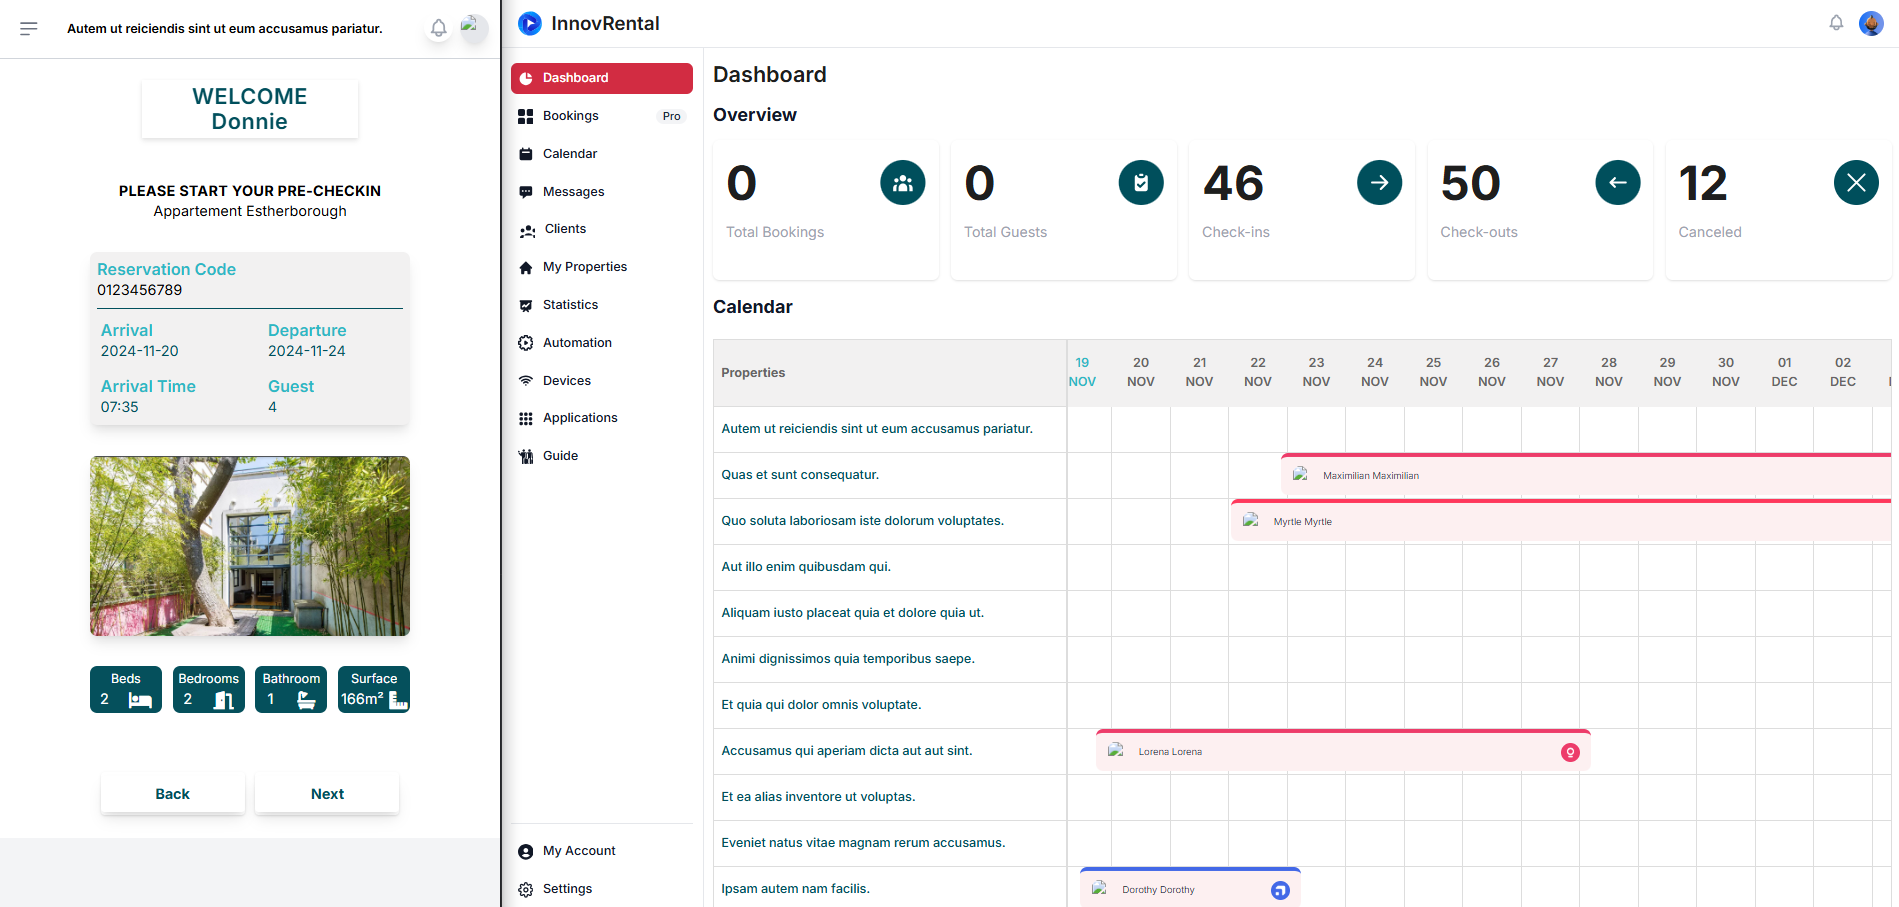 Autem ut reiciendis sint ut eum accusamus pariatur.
WELCOME
Donnie
PLEASE START YOUR PRE-CHECKIN
Appartement Estherborough
Reservation Code
0123456789
Arrival
Departure
2024-11-20
2024-11-24
Arrival Time
Guest
07:35
4
Beds
2
Bedrooms
2
Bathroom
1
Surface
166m²
Back
Next
InnovRental
Dashboard
Bookings
Pro
Calendar
Messages
Clients
My Properties
Statistics
Automation
Devices
Applications
Guide
My Account
Settings
Dashboard
Overview
0
Total Bookings
0
Total Guests
46
Check-ins
50
Check-outs
12
Canceled
Calendar
Properties
19 NOV
20 NOV
21 NOV
22 NOV
23 NOV
24 NOV
25 NOV
26 NOV
27 NOV
28 NOV
29 NOV
30 NOV
01 DEC
02 DEC
Autem ut reiciendis sint ut eum accusamus pariatur.
Quas et sunt consequatur.
Maximilian Maximilian
Quo soluta laboriosam iste dolorum voluptates.
Myrtle Myrtle
Aut illo enim quibusdam qui.
Aliquam iusto placeat quia et dolore quia ut.
Animi dignissimos quia temporibus saepe.
Et quia qui dolor omnis voluptate.
Accusamus qui aperiam dicta aut aut sint.
Lorena Lorena
Et ea alias inventore ut voluptas.
Eveniet natus vitae magnam rerum accusamus.
Ipsam autem nam facilis.
Dorothy Dorothy